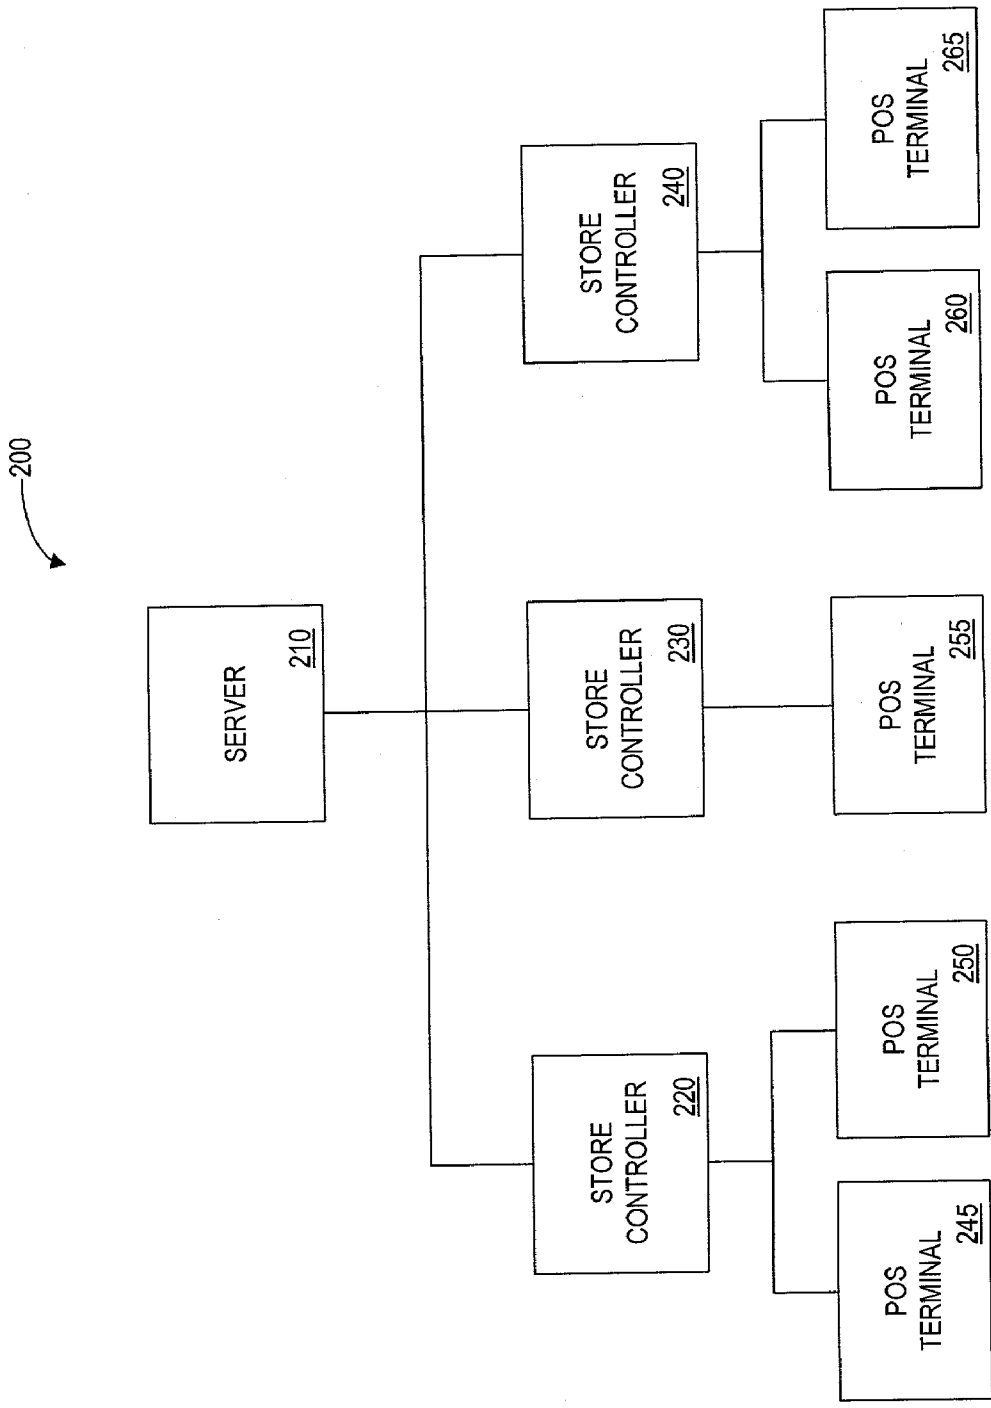 200
SERVER
210
STORE
CONTROLLER
220
STORE
CONTROLLER
230
STORE
CONTROLLER
240
POS
TERMINAL
245
POS
TERMINAL
250
POS
TERMINAL
255
POS
TERMINAL
260
POS
TERMINAL
265